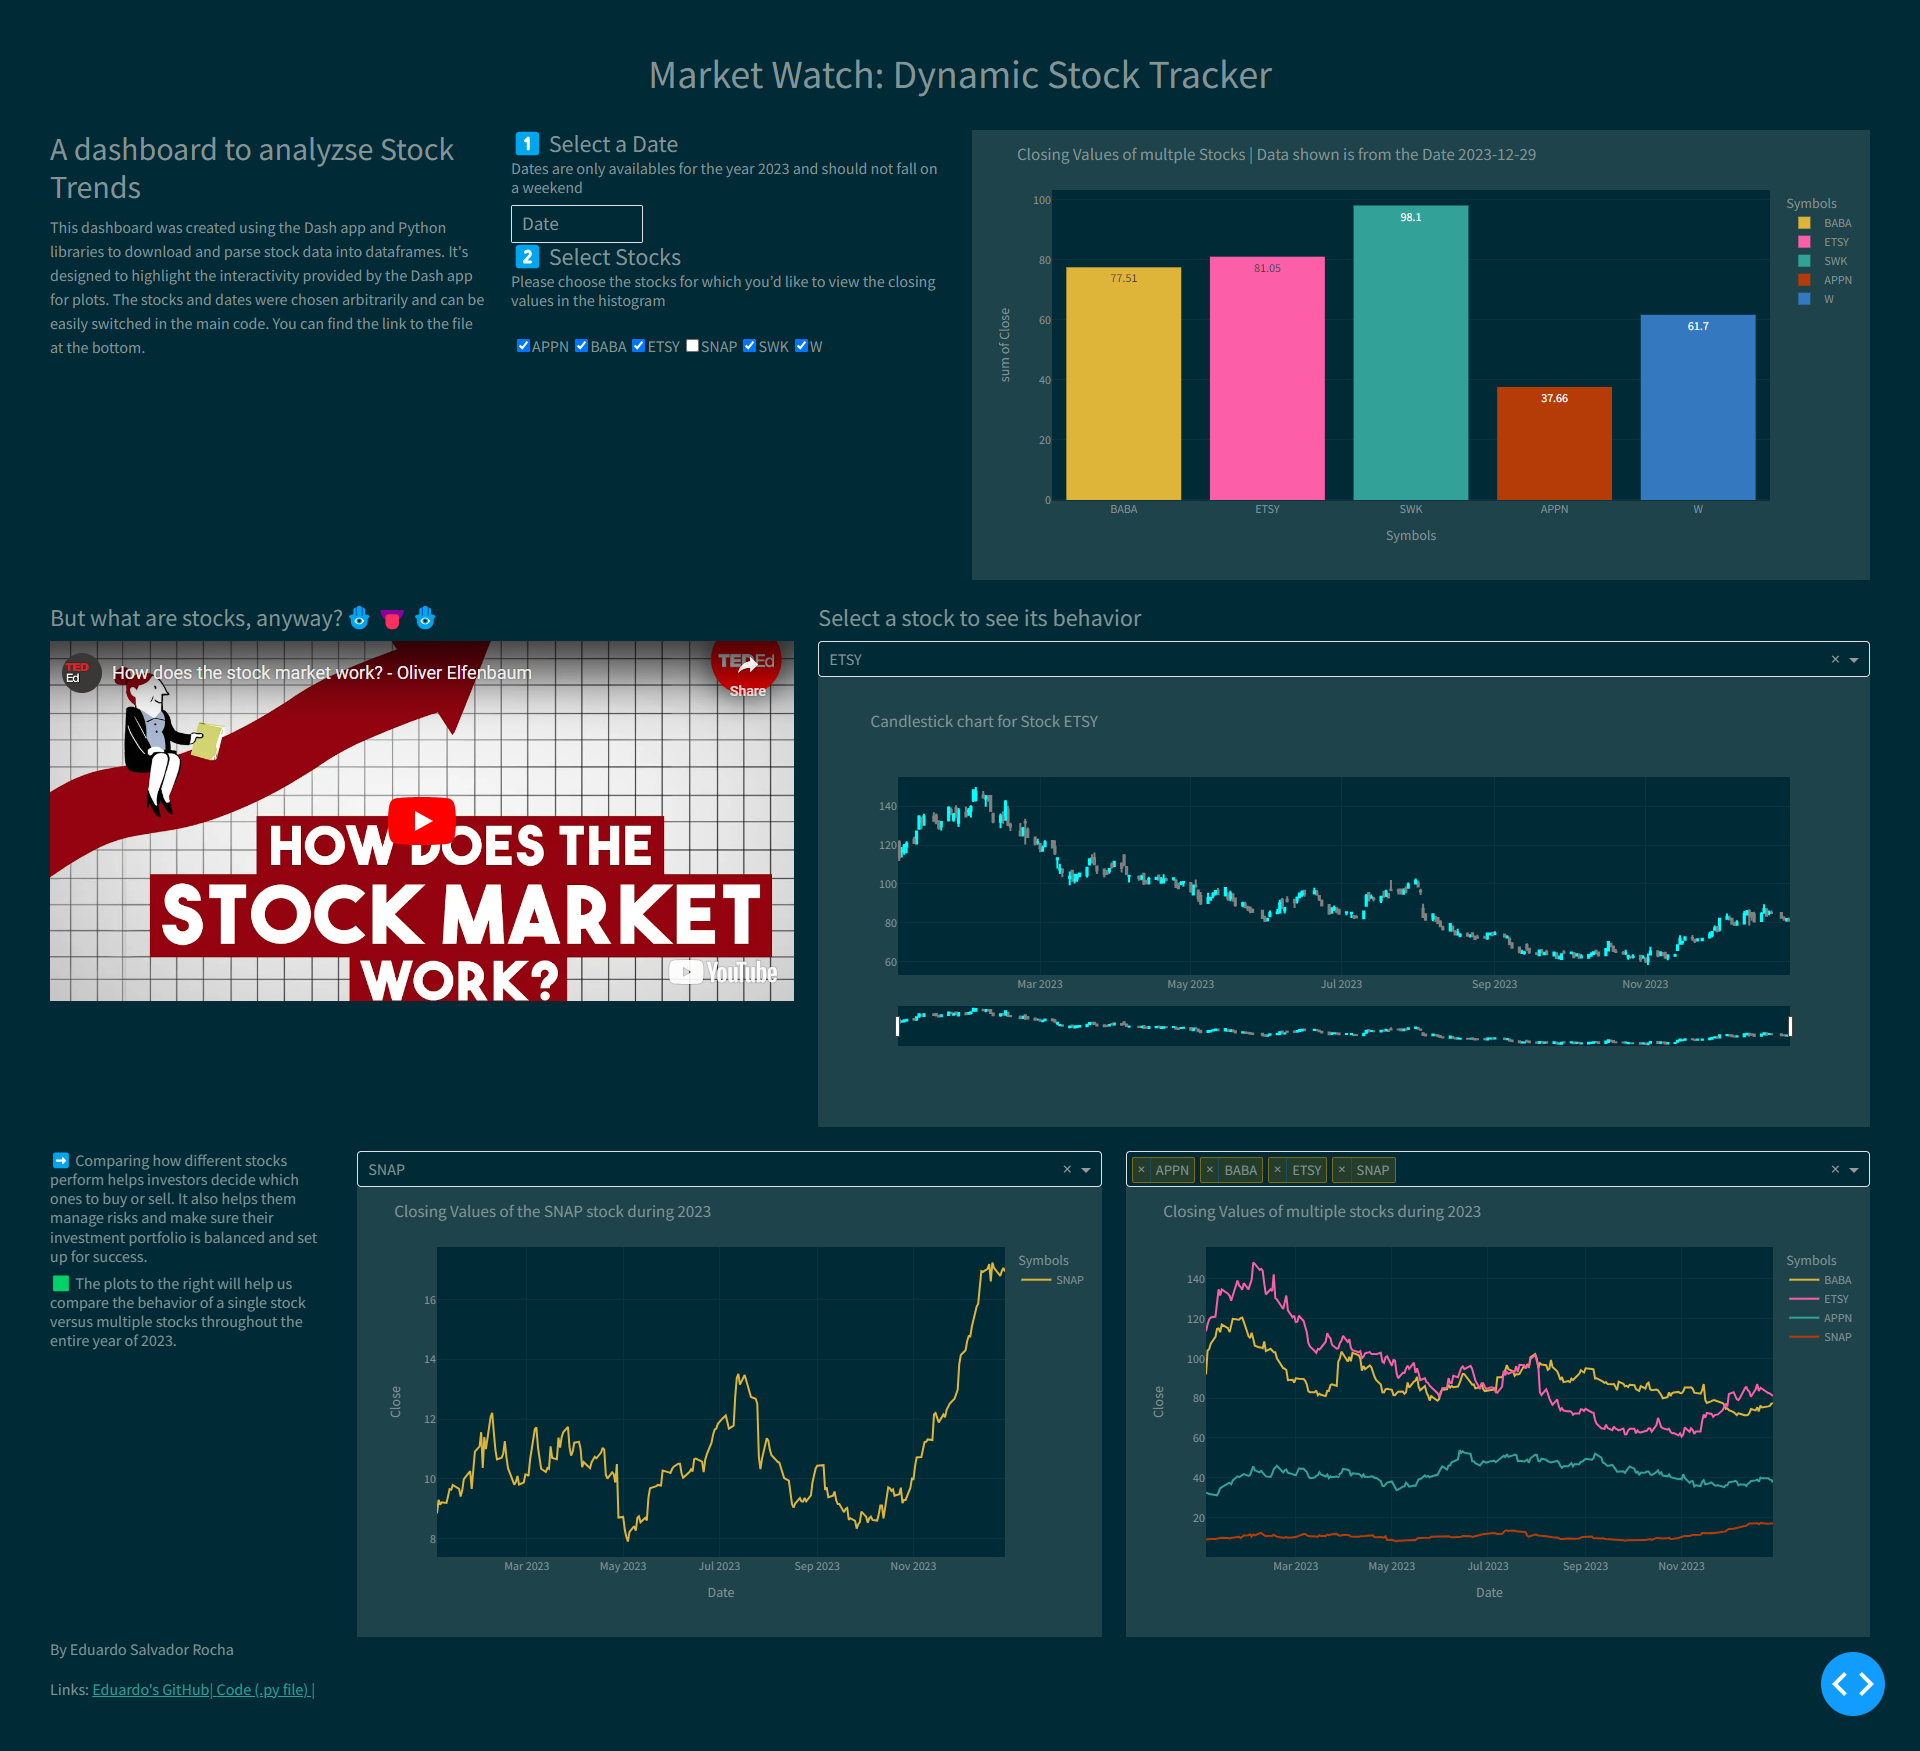 Market Watch: Dynamic Stock Tracker
A dashboard to analyzse Stock
Trends
This dashboard was created using the Dash app and Python
libraries to download and parse stock data into dataframes. It's
designed to highlight the interactivity provided by the Dash app
for plots. The stocks and dates were chosen arbitrarily and can be
easily switched in the main code. You can find the link to the file
at the bottom.
1 Select a Date
Dates are only availables for the year 2023 and should not fall on
a weekend
Date
2 Select Stocks
Please choose the stocks for which you'd like to view the closing
values in the histogram
APPN BABA ETSY SNAP SWK W
Closing Values of multple Stocks | Data shown is from the Date 2023-12-29
sum of Close
100
80
60
40
20
0
77.51
81.05
98.1
37.66
61.7
BABA
ETSY
SWK
APPN
W
Symbols
Symbols
BABA
ETSY
SWK
APPN
W
But what are stocks, anyway?
TED
Ed
How does the stock market work? - Oliver Elfenbaum
TEDEd
Share
HOW DOES THE
STOCK MARKET
WORK?
YouTube
Select a stock to see its behavior
ETSY
Candlestick chart for Stock ETSY
140
120
100
80
60
Mar 2023
May 2023
Jul 2023
Sep 2023
Nov 2023
Comparing how different stocks
perform helps investors decide which
ones to buy or sell. It also helps them
manage risks and make sure their
investment portfolio is balanced and set
up for success.
The plots to the right will help us
compare the behavior of a single stock
versus multiple stocks throughout the
entire year of 2023.
SNAP
Closing Values of the SNAP stock during 2023
Close
16
14
12
10
8
Mar 2023
May 2023
Jul 2023
Sep 2023
Nov 2023
Date
Symbols
SNAP
× APPN × BABA × ETSY × SNAP
Closing Values of multiple stocks during 2023
Close
140
120
100
80
60
40
20
Mar 2023
May 2023
Jul 2023
Sep 2023
Nov 2023
Date
Symbols
BABA
ETSY
APPN
SNAP
By Eduardo Salvador Rocha
Links: Eduardo's GitHub| Code (.py file) |